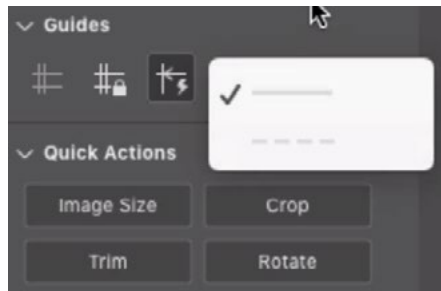 Guides
Quick Actions
Image Size
Crop
Trim
Rotate